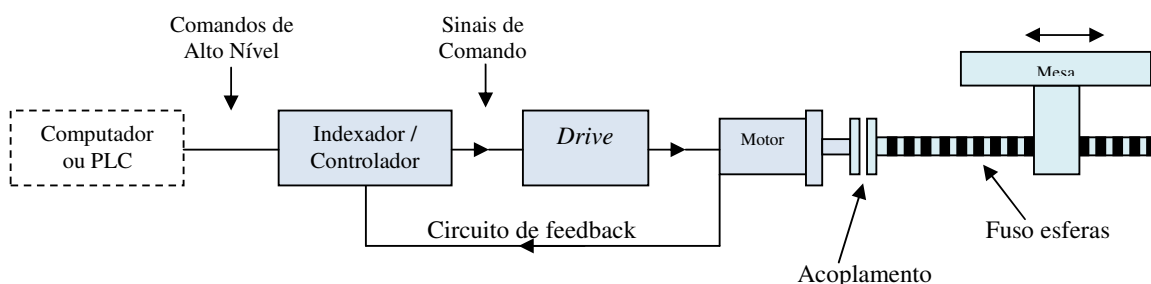 Comandos de
Alto Nível
Sinais de
Comando
Mesa
Computador
ou PLC
Indexador /
Controlador
Drive
Motor
Circuito de feedback
Fuso esferas
Acoplamento